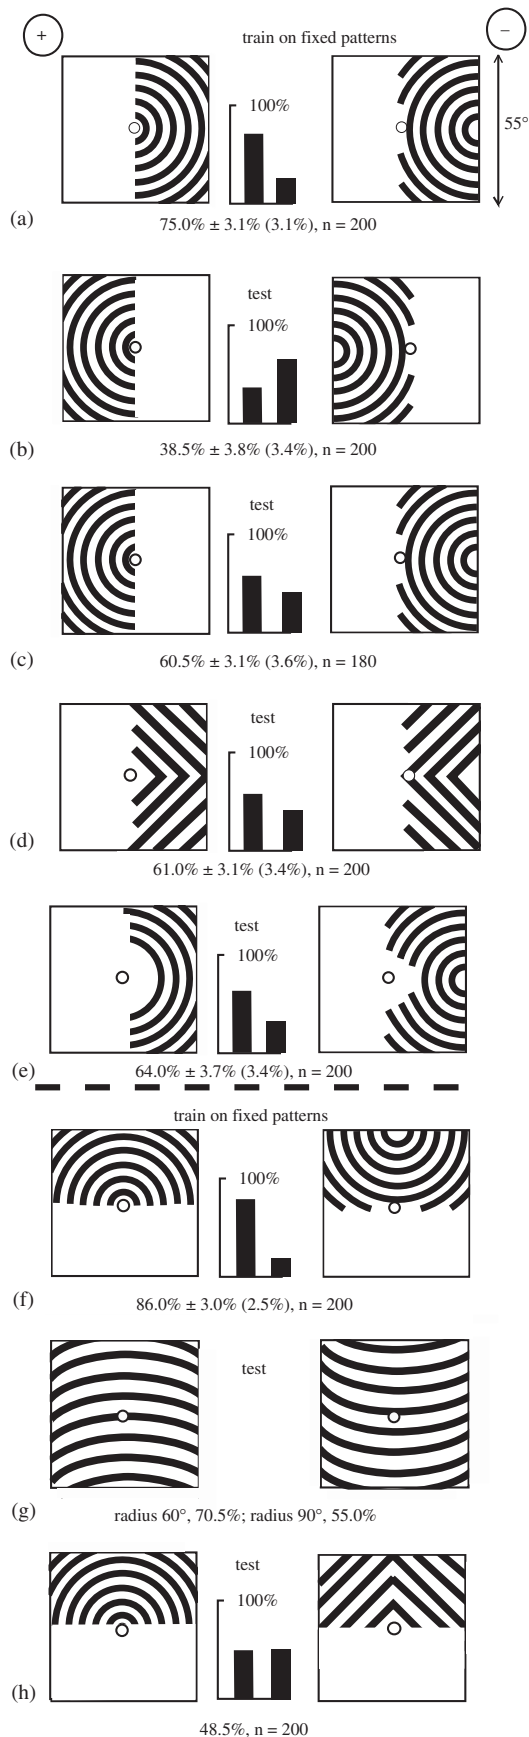 +
train on fixed patterns
−
100%
55°
(a)
75.0% ± 3.1% (3.1%), n = 200
test
100%
(b)
38.5% ± 3.8% (3.4%), n = 200
test
100%
(c)
60.5% ± 3.1% (3.6%), n = 180
test
100%
(d)
61.0% ± 3.1% (3.4%), n = 200
test
100%
(e)
64.0% ± 3.7% (3.4%), n = 200
train on fixed patterns
100%
(f)
86.0% ± 3.0% (2.5%), n = 200
test
(g)
radius 60°, 70.5%; radius 90°, 55.0%
test
100%
(h)
48.5%, n = 200